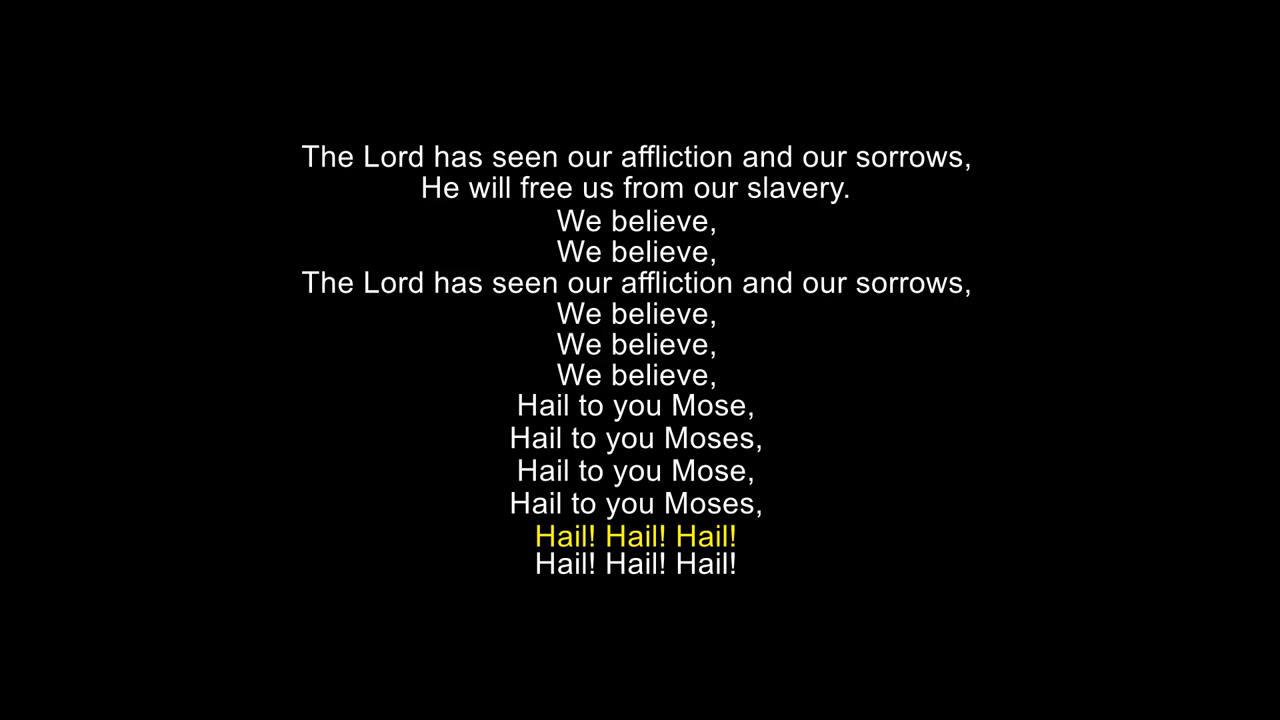 The Lord has seen our affliction and our sorrows,
He will free us from our slavery.
We believe,
We believe,
The Lord has seen our affliction and our sorrows,
We believe,
We believe,
We believe,
Hail to you Mose,
Hail to you Moses,
Hail to you Mose,
Hail to you Moses,
Hail! Hail! Hail!
Hail! Hail! Hail!